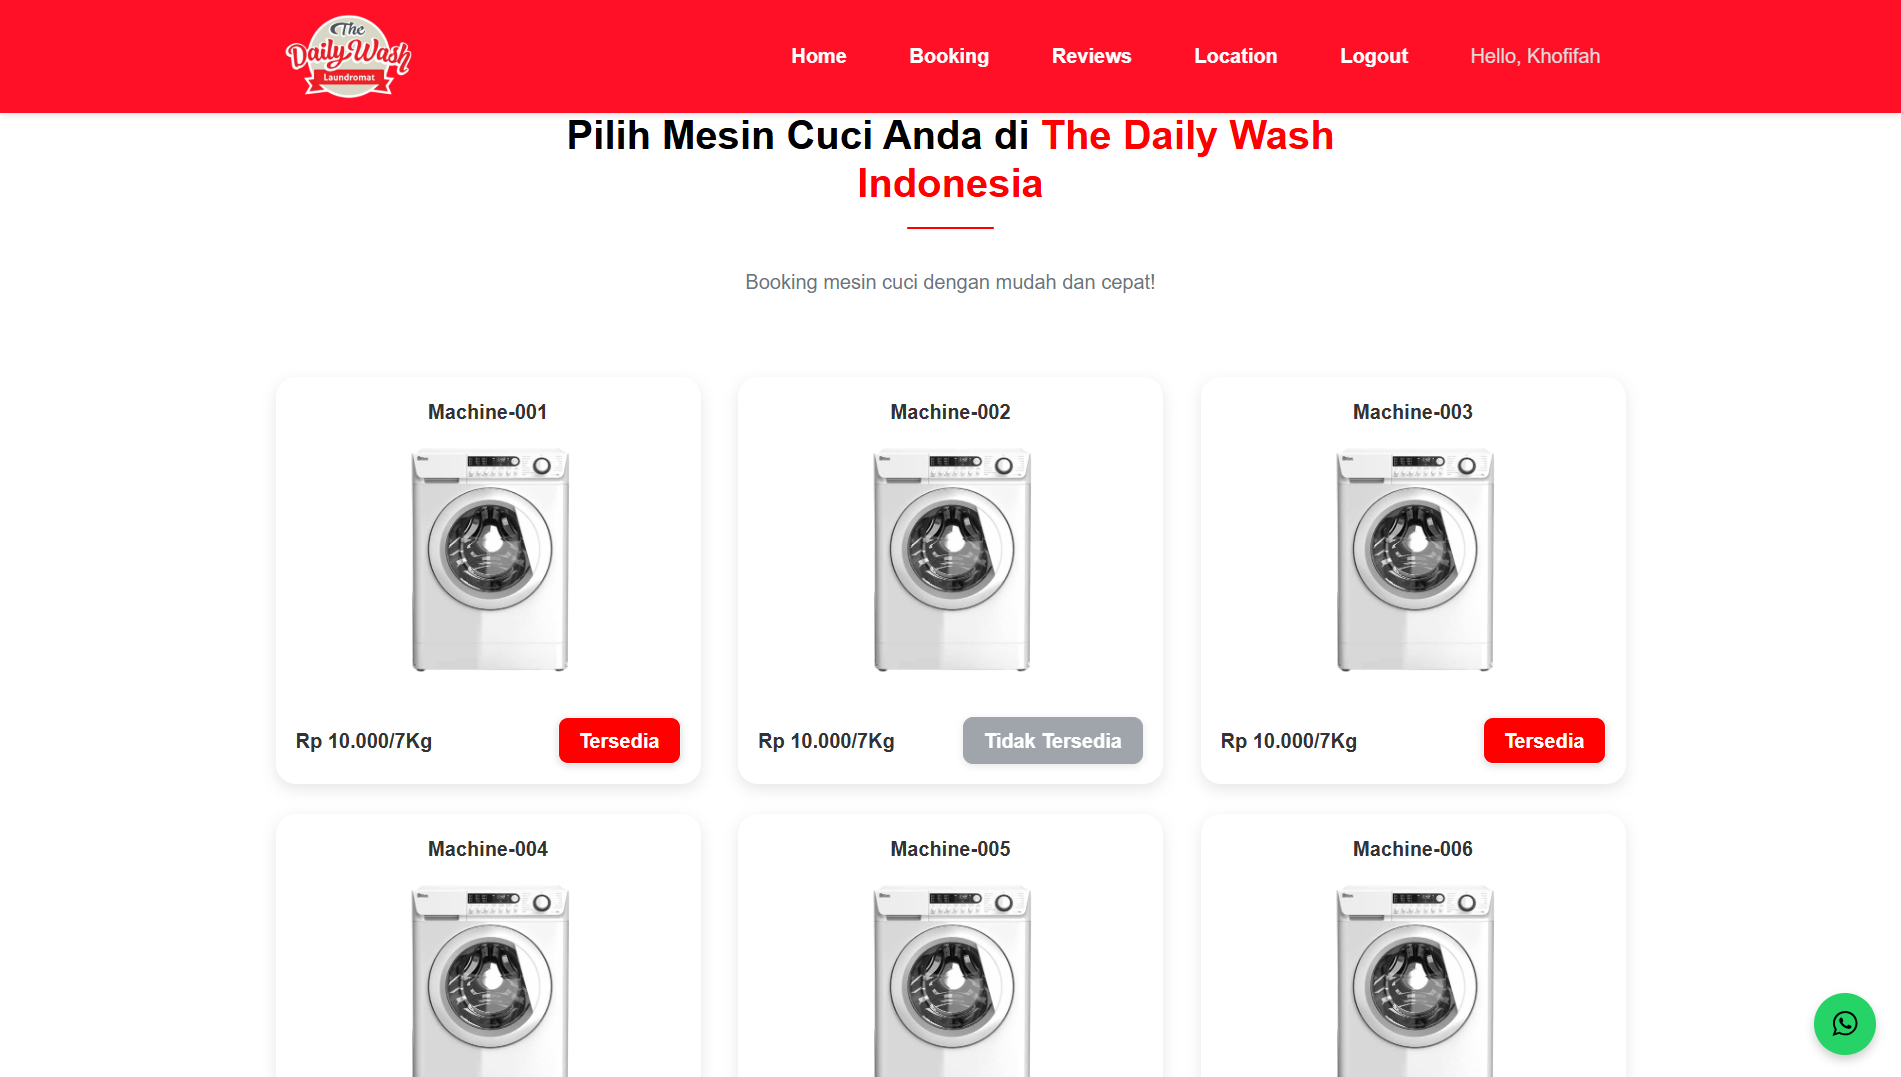 The
Daily Wash
Laundromat
Home
Booking
Reviews
Location
Logout
Hello, Khofifah
Pilih Mesin Cuci Anda di The Daily Wash
Indonesia
Booking mesin cuci dengan mudah dan cepat!
Machine-001
Machine-002
Machine-003
Rp 10.000/7Kg
Tersedia
Rp 10.000/7Kg
Tidak Tersedia
Rp 10.000/7Kg
Tersedia
Machine-004
Machine-005
Machine-006